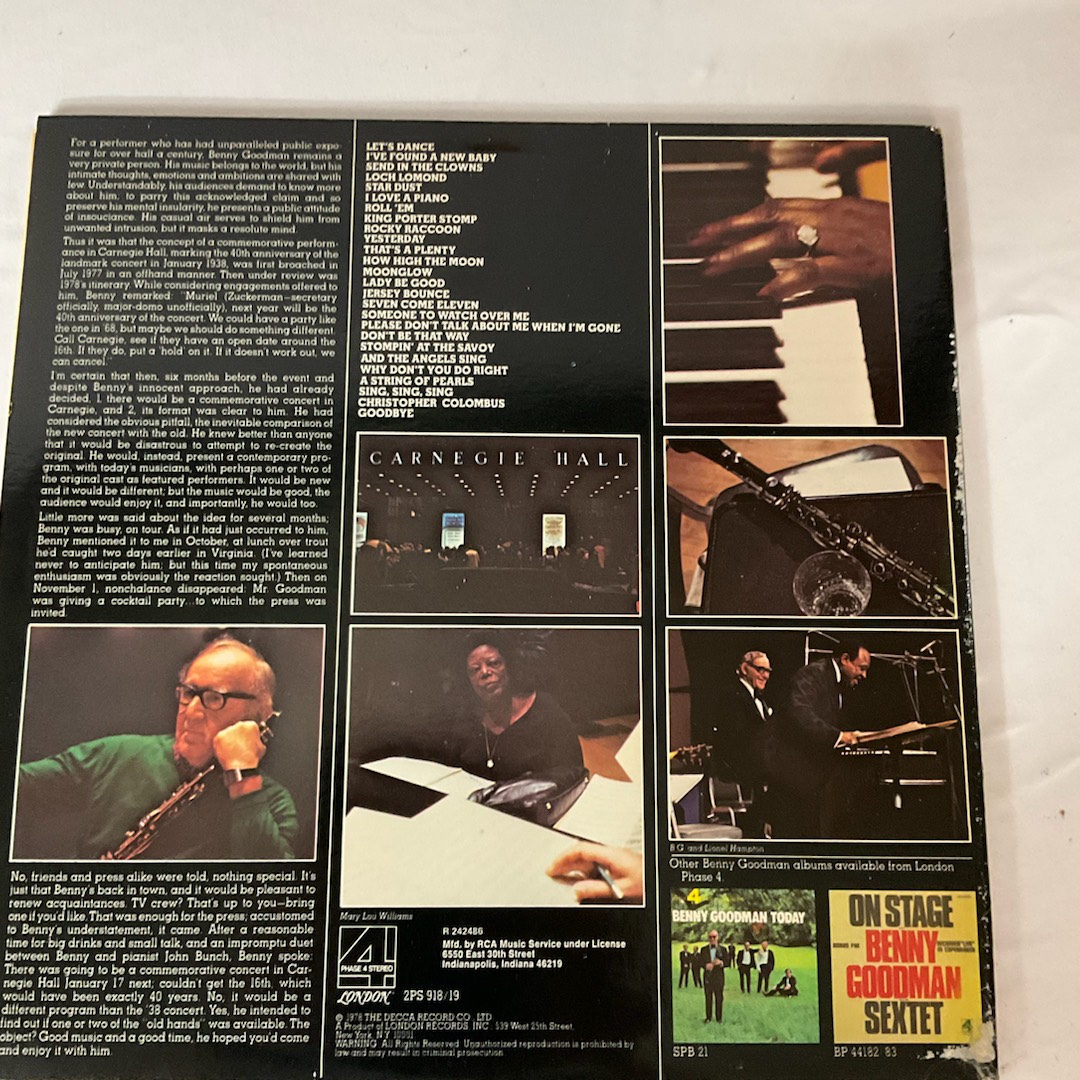 For a performer who has had unparalleled public expo-
sure for over half a century, Benny Goodman remains a
very private person. His music belongs to the world, but his
intimate thoughts, emotions and ambitions are shared with
few. Understandably, his audiences demand to know more
about him, to parry this acknowledged claim and so
preserve his mental insularity, he presents a public attitude
of insouciance. His casual air serves to shield him from
unwanted intrusion, but it masks a resolute mind.
Thus it was that the concept of a commemorative perform-
ance in Carnegie Hall, marking the 40th anniversary of the
landmark concert in January 1938, was first broached in
July 1977 in an offhand manner. Then under review was
1978's itinerary. While considering engagements offered to
him, Benny remarked: "Muriel (Zuckerman—secretary
officially, major-domo unofficially), next year will be the
40th anniversary of the concert. We could have a party like
the one in '68, but maybe we should do something different.
Call Carnegie, see if they have an open date around the
16th. If they do, put a 'hold' on it. If it doesn't work out, we
can cancel."
I'm certain that then, six months before the event and
despite Benny's innocent approach, he had already
decided, 1, there would be a commemorative concert in
Carnegie, and 2, its format was clear to him. He had
considered the obvious pitfall, the inevitable comparison of
the new concert with the old. He knew better than anyone
that it would be disastrous to attempt to re-create the
original. He would, instead, present a contemporary pro-
gram, with today's musicians, with perhaps one or two of
the original cast as featured performers. It would be new
and it would be different; but the music would be good, the
audience would enjoy it, and importantly, he would too.
Little more was said about the idea for several months;
Benny was busy, on tour. As if it had just occurred to him,
Benny mentioned it to me in October, at lunch over trout
he'd caught two days earlier in Virginia. (I've learned
never to anticipate him; but this time my spontaneous
enthusiasm was obviously the reaction sought.) Then on
November 1, nonchalance disappeared: Mr. Goodman
was giving a cocktail party...to which the press was
invited.
No, friends and press alike were told, nothing special. It's
just that Benny's back in town, and it would be pleasant to
renew acquaintances. TV crew? That's up to you—bring
one if you'd like. That was enough for the press; accustomed
to Benny's understatement, it came. After a reasonable
time for big drinks and small talk, and an impromptu duet
between Benny and pianist John Bunch, Benny spoke:
There was going to be a commemorative concert in Car-
negie Hall January 17 next; couldn't get the 16th, which
would have been exactly 40 years. No, it would be a
different program than the '38 concert. Yes, he intended to
find out if one or two of the "old hands" was available. The
object? Good music and a good time, he hoped you'd come
and enjoy it with him.
LET'S DANCE
I'VE FOUND A NEW BABY
SEND IN THE CLOWNS
LOCH LOMOND
STAR DUST
I LOVE A PIANO
ROLL 'EM
KING PORTER STOMP
ROCKY RACCOON
YESTERDAY
THAT'S A PLENTY
HOW HIGH THE MOON
MOONGLOW
LADY BE GOOD
JERSEY BOUNCE
SEVEN COME ELEVEN
SOMEONE TO WATCH OVER ME
PLEASE DON'T TALK ABOUT ME WHEN I'M GONE
DON'T BE THAT WAY
STOMPIN' AT THE SAVOY
AND THE ANGELS SING
WHY DON'T YOU DO RIGHT
A STRING OF PEARLS
SING, SING, SING
CHRISTOPHER COLOMBUS
GOODBYE
CARNEGIE HALL
Mary Lou Williams
4
PHASE 4 STEREO
LONDON 2PS 918/19
R 242486
Mfd. by RCA Music Service under License
6550 East 30th Street
Indianapolis, Indiana 46219
℗ 1978 THE DECCA RECORD CO., LTD
A Product of LONDON RECORDS, INC., 539 West 25th Street,
New York, N.Y. 10001
WARNING: All Rights Reserved. Unauthorized reproduction is prohibited by
law and may result in criminal prosecution.
B.G. and Lionel Hampton
Other Benny Goodman albums available from London
Phase 4.
4
BENNY GOODMAN TODAY
SPB 21
ON STAGE
BENNY
GOODMAN
SEXTET
BP 44182 83